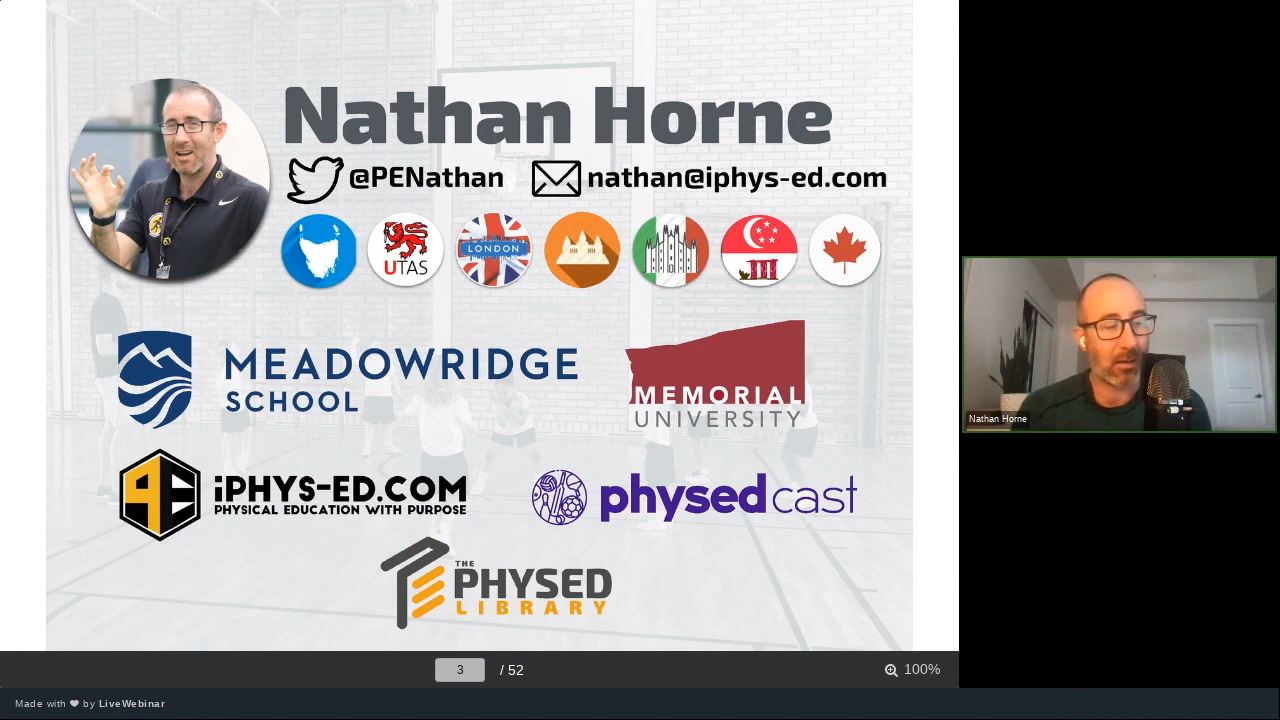 Nathan Horne
@PENathan nathan@iphys-ed.com
UTAS
LONDON
MEADOWRIDGE
SCHOOL
MEMORIAL
UNIVERSITY
PE
iPHYS-ED.COM
PHYSICAL EDUCATION WITH PURPOSE
physedcast
THE
PHYSED
LIBRARY
Nathan Horne
3 / 52
100%
Made with ❤ by LiveWebinar